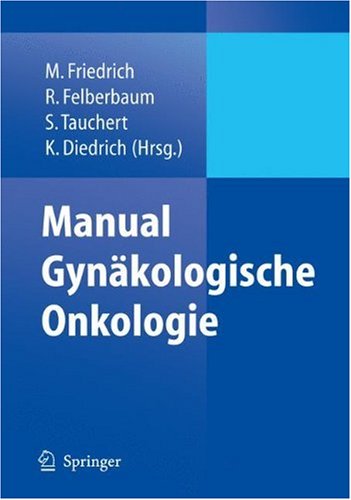 M. Friedrich
R. Felberbaum
S. Tauchert
K. Diedrich (Hrsg.)
Manual
Gynäkologische
Onkologie
Springer